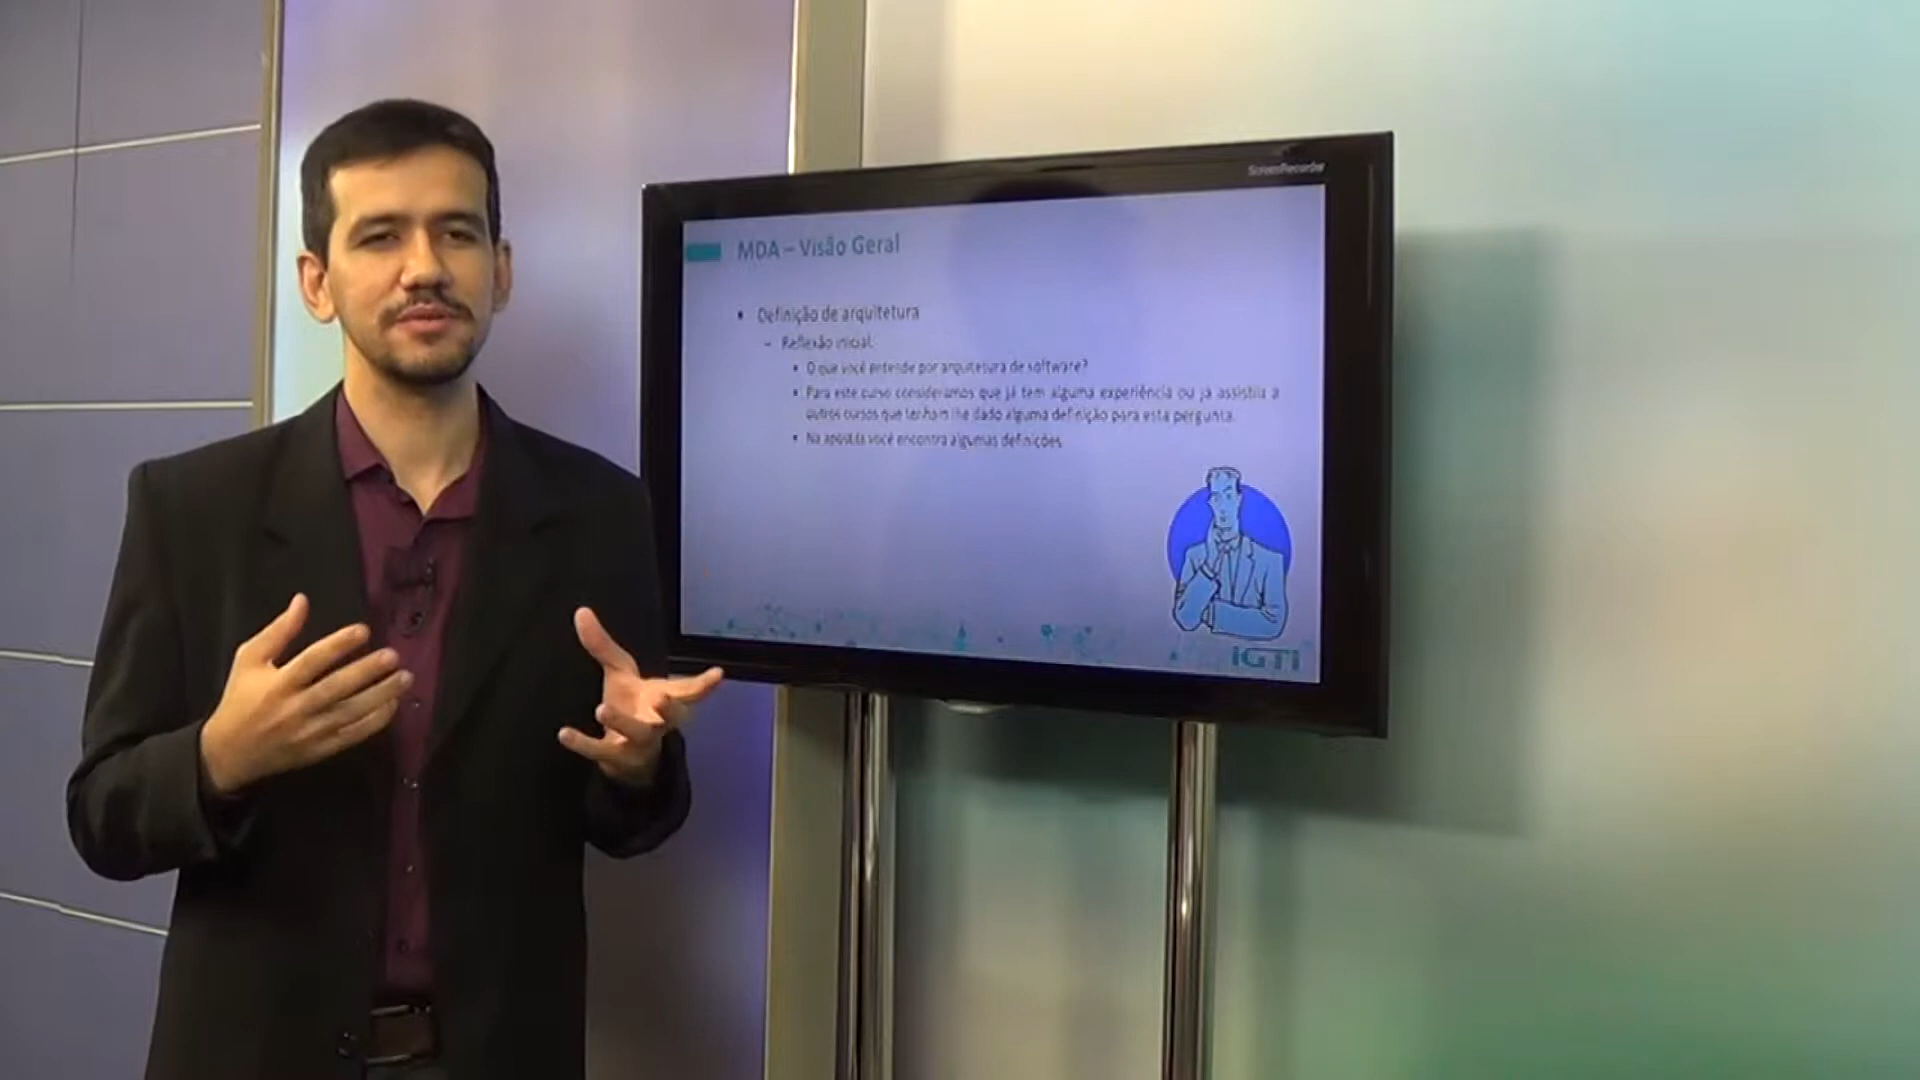 ScreenRecorder
MDA – Visão Geral
• Definição de arquitetura
– Reflexão inicial
• O que você entende por arquitetura de software?
• Para este curso consideramos que já tem alguma experiência ou já assistiu a
outros cursos que tenham lhe dado alguma definição para esta pergunta.
• Na apostila você encontra algumas definições
iGTi